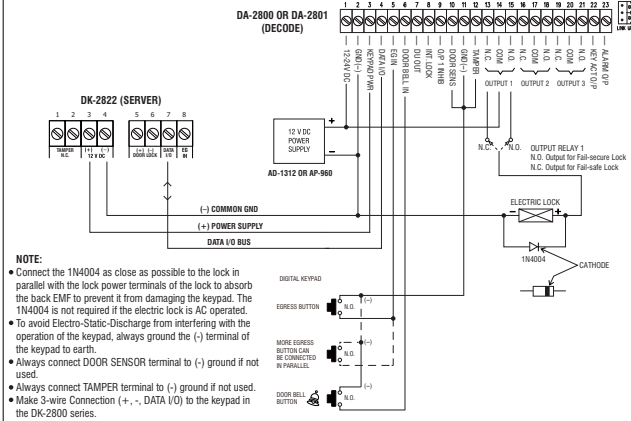 DA-2800 OR DA-2801
(DECODE)
1 2 3 4 5 6 7 8 9 10 11 12 13 14 15 16 17 18 19 20 21 22 23
12-24V DC
GND(–)
KEYPAD PWR
DATA I/O
EG IN
DOOR BELL IN
DU OUT
INT. LOCK
O/P 1 INHIB
DOOR SENS
GND (–)
TAMPER
N.C.
COM
N.O.
N.C.
COM
N.O.
N.C.
COM
N.O.
KEY ACT O/P
ALARM O/P
OUTPUT 1
OUTPUT 2
OUTPUT 3
DK-2822 (SERVER)
1 2 3 4 5 6 7 8
TAMPER
N.C.
(+) (–)
12 V DC
(+) (–)
DOOR LOCK
DATA
I/O
EG
IN
12 V DC
POWER
SUPPLY
+
–
AD-1312 OR AP-960
N.C.
N.O.
OUTPUT RELAY 1
N.O. Output for Fail-secure Lock
N.C. Output for Fail-safe Lock
ELECTRIC LOCK
– +
1N4004
CATHODE
(–) COMMON GND
(+) POWER SUPPLY
DATA I/O BUS
NOTE:
• Connect the 1N4004 as close as possible to the lock in
parallel with the lock power terminals of the lock to absorb
the back EMF to prevent it from damaging the keypad. The
1N4004 is not required if the electric lock is AC operated.
• To avoid Electro-Static-Discharge from interfering with the
operation of the keypad, always ground the (-) terminal of
the keypad to earth.
• Always connect DOOR SENSOR terminal to (-) ground if not
used.
• Always connect TAMPER terminal to (-) ground if not used.
• Make 3-wire Connection (+, -, DATA I/O) to the keypad in
the DK-2800 series.
DIGITAL KEYPAD
EGRESS BUTTON
N.O.
(–)
MORE EGRESS
BUTTON CAN
BE CONNECTED
IN PARALLEL
N.O.
(–)
DOOR BELL
BUTTON
N.O.
(–)